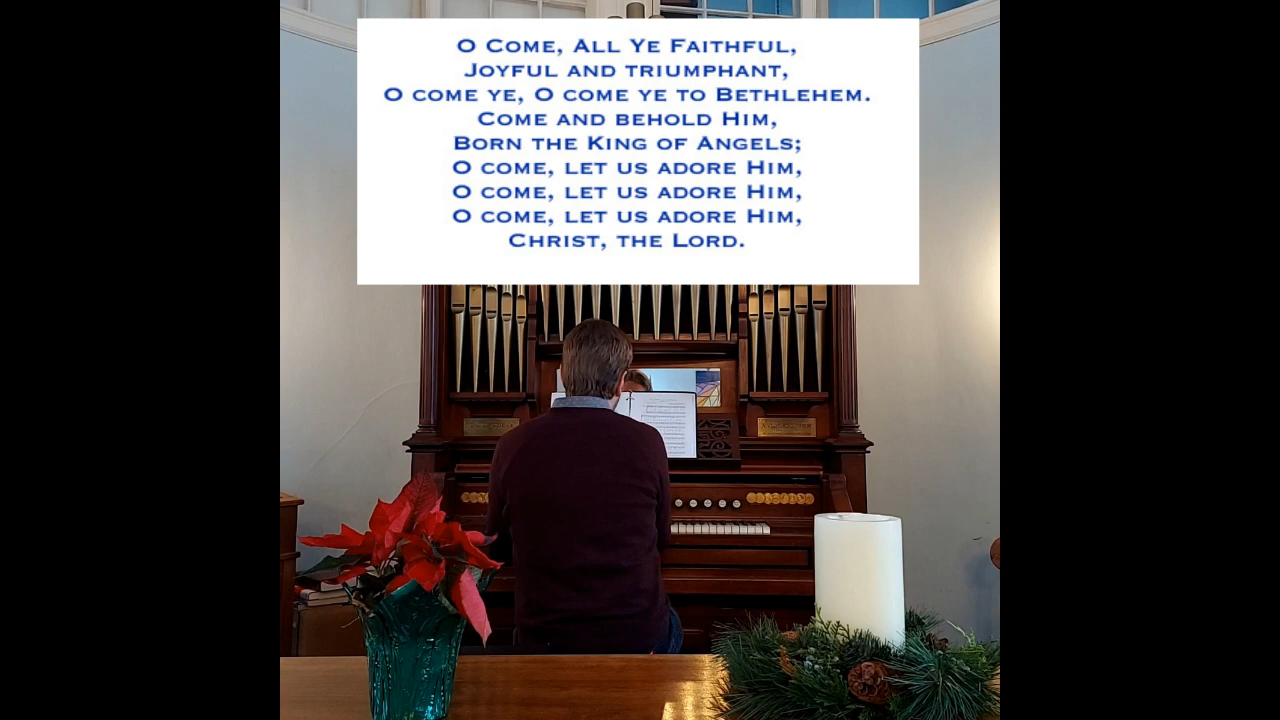 O Come, All Ye Faithful,
Joyful and triumphant,
O come ye, O come ye to Bethlehem.
Come and behold Him,
Born the King of Angels;
O come, let us adore Him,
O come, let us adore Him,
O come, let us adore Him,
Christ, the Lord.